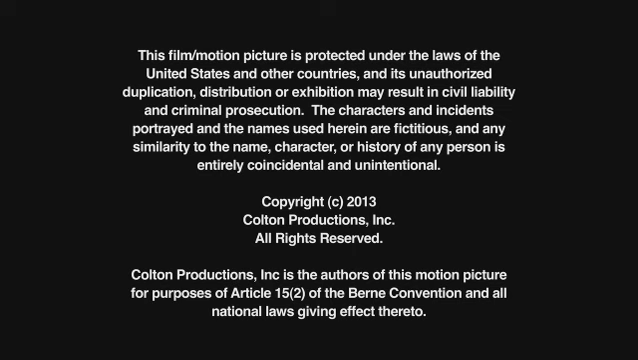 This film/motion picture is protected under the laws of the
United States and other countries, and its unauthorized
duplication, distribution or exhibition may result in civil liability
and criminal prosecution.  The characters and incidents
portrayed and the names used herein are fictitious, and any
similarity to the name, character, or history of any person is
entirely coincidental and unintentional.
Copyright (c) 2013
Colton Productions, Inc.
All Rights Reserved.
Colton Productions, Inc is the authors of this motion picture
for purposes of Article 15(2) of the Berne Convention and all
national laws giving effect thereto.